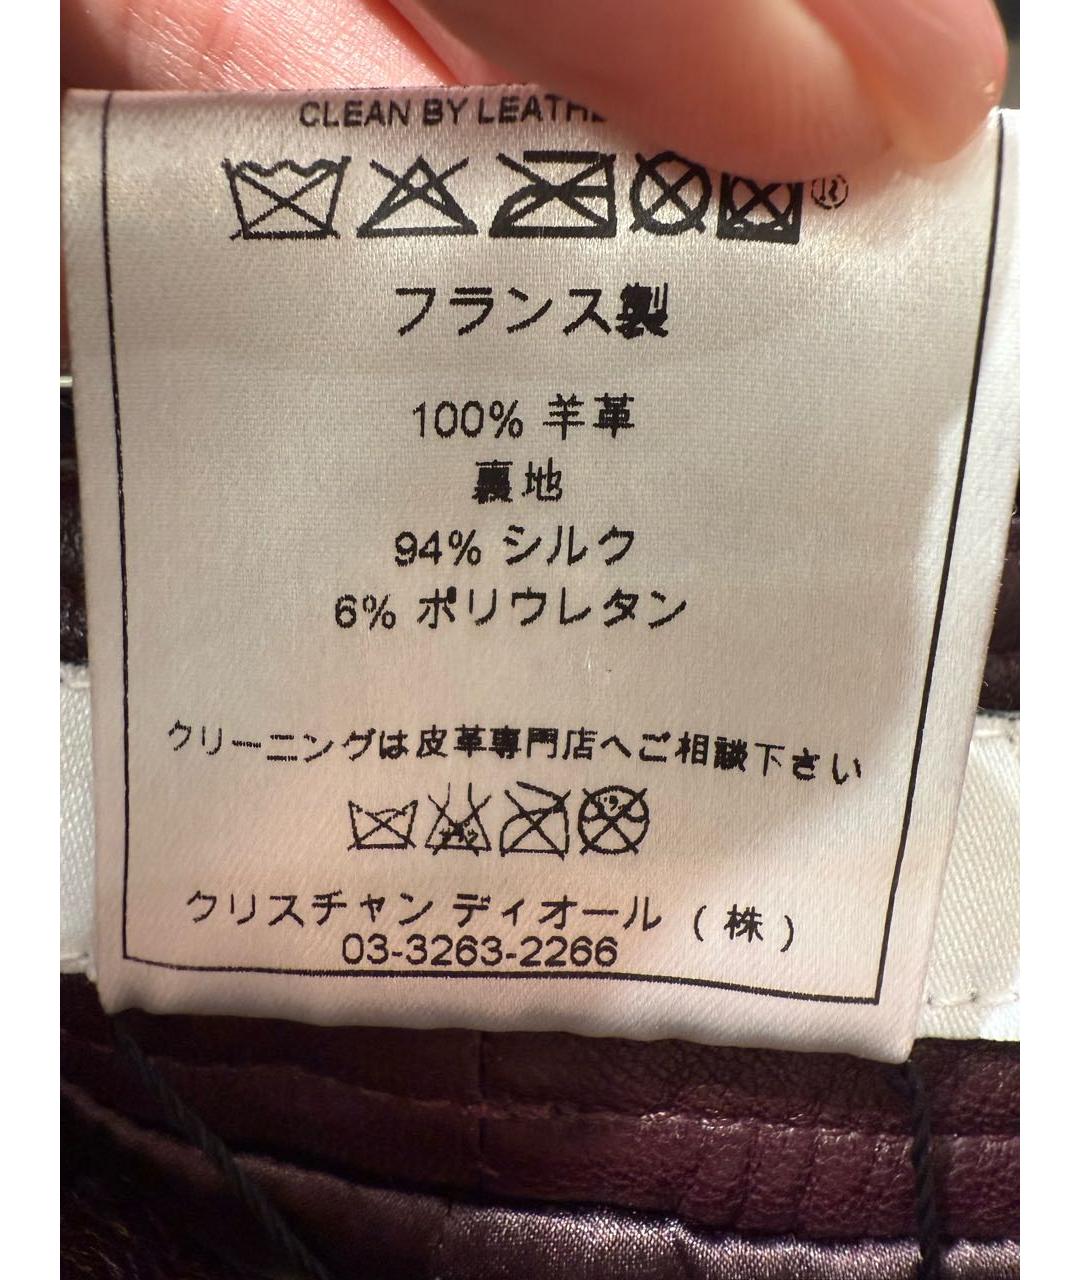 CLEAN BY
フランス製
100% 羊革
裏地
94% シルク
6% ポリウレタン
クリーニングは皮革専門店へご相談下さい
クリスチャン ディオール (株)
03-3263-2266